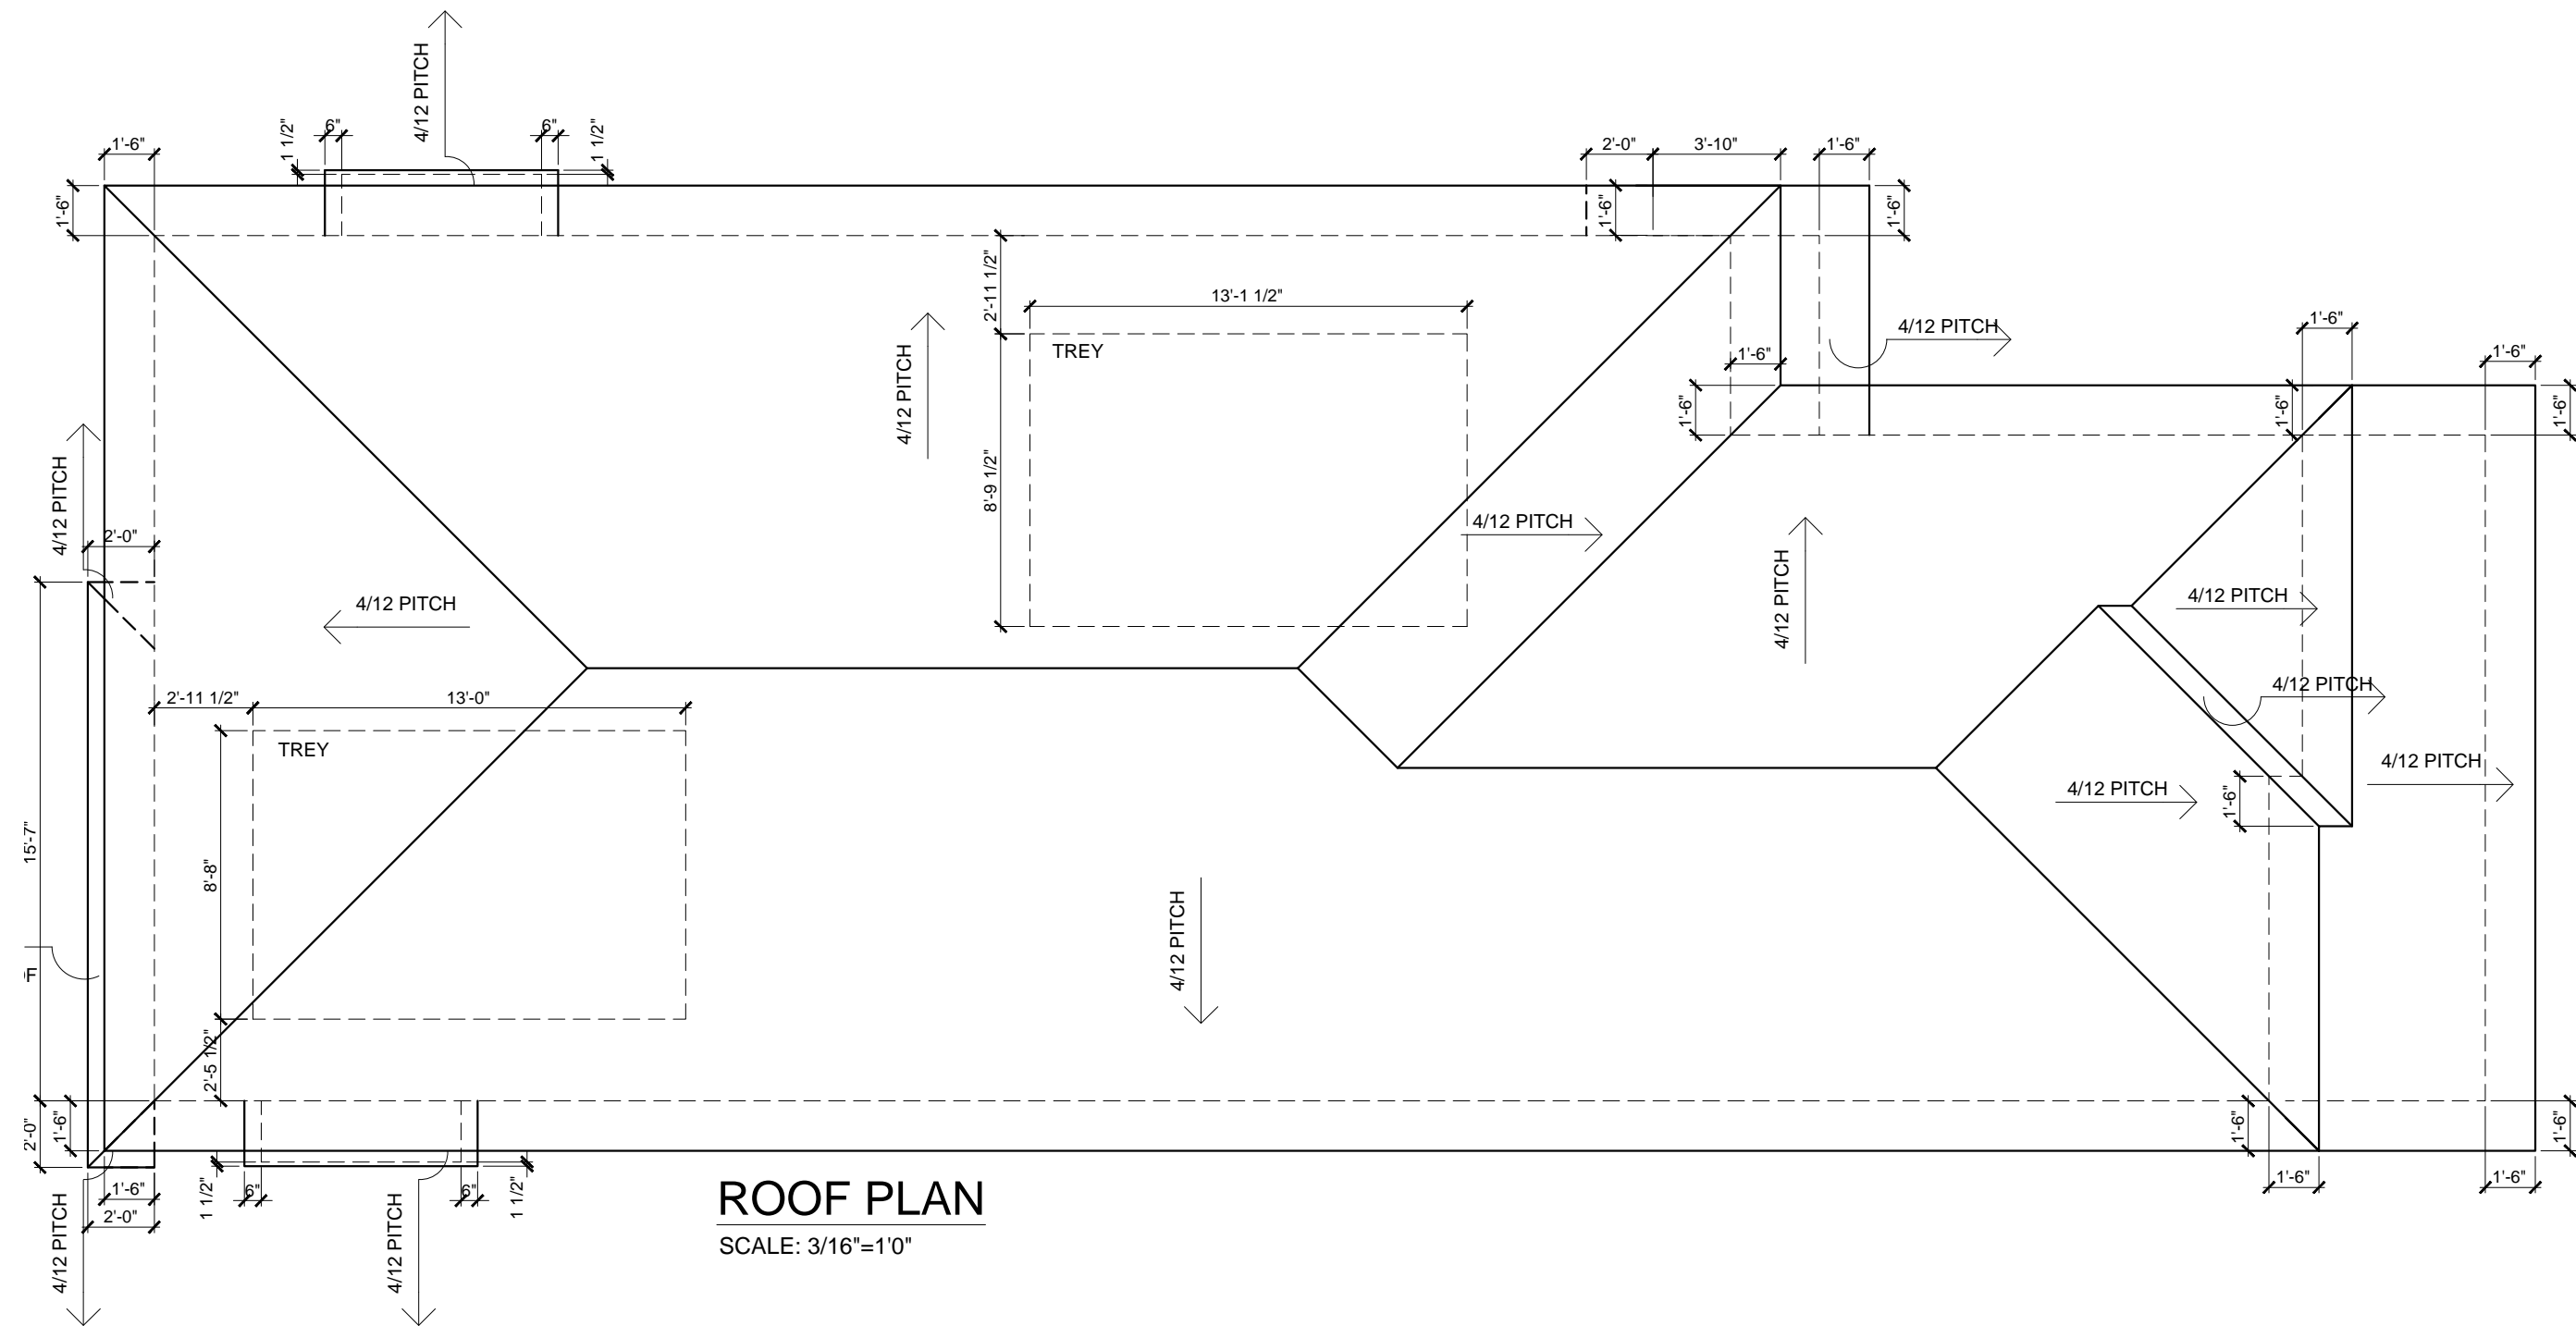 4/12 PITCH
6"
6"
1 1/2"
1 1/2"
1'-6"
2'-0"
3'-10"
1'-6"
1'-6"
1'-6"
1'-6"
2'-11 1/2"
13'-1 1/2"
TREY
4/12 PITCH
1'-6"
4/12 PITCH
1'-6"
1'-6"
4/12 PITCH
1'-6"
1'-6"
1'-6"
8'-9 1/2"
4/12 PITCH
2'-0"
4/12 PITCH
4/12 PITCH
4/12 PITCH
4/12 PITCH
4/12 PITCH
2'-11 1/2"
13'-0"
TREY
4/12 PITCH
4/12 PITCH
1'-6"
15'-7"
8'-8"
4/12 PITCH
2'-5 1/2"
2'-0"
1'-6"
1'-6"
1'-6"
1'-6"
2'-0"
1 1/2"
6"
6"
1 1/2"
1'-6"
1'-6"
4/12 PITCH
4/12 PITCH
ROOF PLAN
SCALE: 3/16"=1'0"